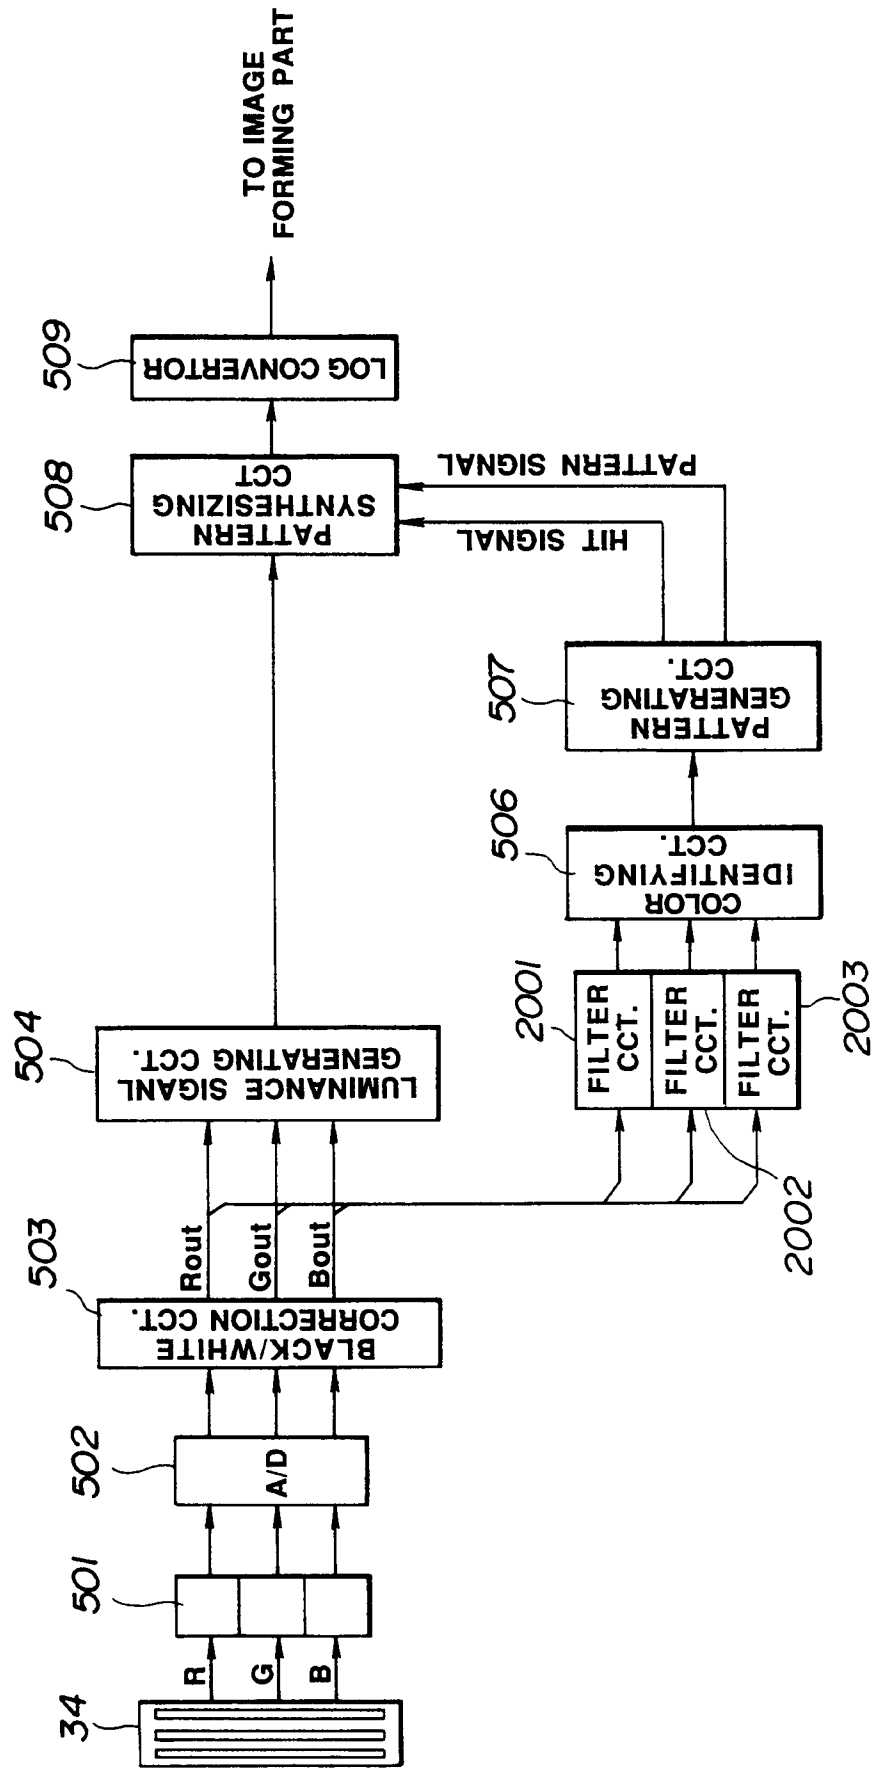 34
R
G
B
501
502
A/D
503
BLACK/WHITE
CORRECTION CCT.
Rout
Gout
Bout
504
LUMINANCE SIGANL
GENERATING CCT.
2001
FILTER
CCT.
FILTER
CCT.
FILTER
CCT.
2002
2003
506
COLOR
IDENTIFYING
CCT.
507
PATTERN
GENERATING
CCT.
HIT SIGNAL
PATTERN SIGNAL
508
PATTERN
SYNTHESIZING
CCT
509
LOG CONVERTOR
TO IMAGE
FORMING PART